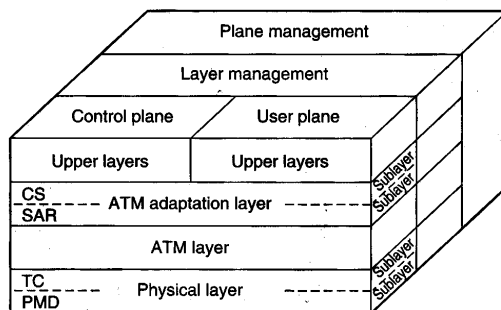 Plane management
Layer management
Control plane User plane
Upper layers Upper layers
Sublayer
Sublayer
CS
ATM adaptation layer
SAR
ATM layer
Sublayer
Sublayer
TC
Physical layer
PMD